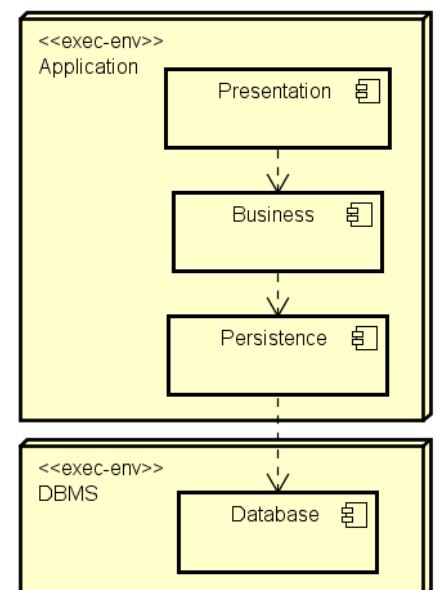 <<exec-env>>
Application
Presentation
Business
Persistence
<<exec-env>>
DBMS
Database